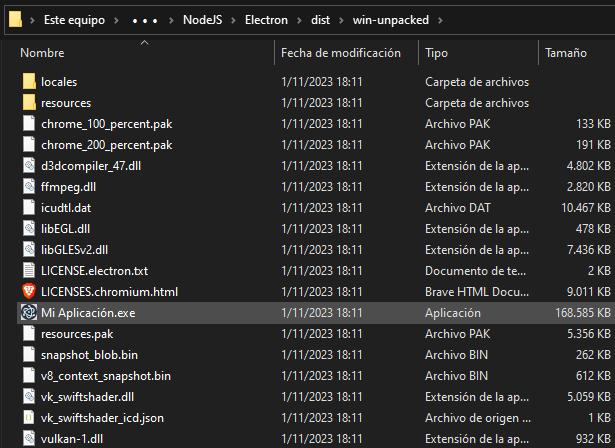 Este equipo > ••• > NodeJS > Electron > dist > win-unpacked >
Nombre Fecha de modificación Tipo Tamaño
locales 1/11/2023 18:11 Carpeta de archivos
resources 1/11/2023 18:11 Carpeta de archivos
chrome_100_percent.pak 1/11/2023 18:11 Archivo PAK 133 KB
chrome_200_percent.pak 1/11/2023 18:11 Archivo PAK 191 KB
d3dcompiler_47.dll 1/11/2023 18:11 Extensión de la ap... 4.802 KB
ffmpeg.dll 1/11/2023 18:11 Extensión de la ap... 2.820 KB
icudtl.dat 1/11/2023 18:11 Archivo DAT 10.467 KB
libEGL.dll 1/11/2023 18:11 Extensión de la ap... 478 KB
libGLESv2.dll 1/11/2023 18:11 Extensión de la ap... 7.436 KB
LICENSE.electron.txt 1/11/2023 18:11 Documento de te... 2 KB
LICENSES.chromium.html 1/11/2023 18:11 Brave HTML Docu... 9.011 KB
Mi Aplicación.exe 1/11/2023 18:11 Aplicación 168.585 KB
resources.pak 1/11/2023 18:11 Archivo PAK 5.356 KB
snapshot_blob.bin 1/11/2023 18:11 Archivo BIN 262 KB
v8_context_snapshot.bin 1/11/2023 18:11 Archivo BIN 612 KB
vk_swiftshader.dll 1/11/2023 18:11 Extensión de la ap... 5.059 KB
vk_swiftshader_icd.json 1/11/2023 18:11 Archivo de origen ... 1 KB
vulkan-1.dll 1/11/2023 18:11 Extensión de la ap... 932 KB